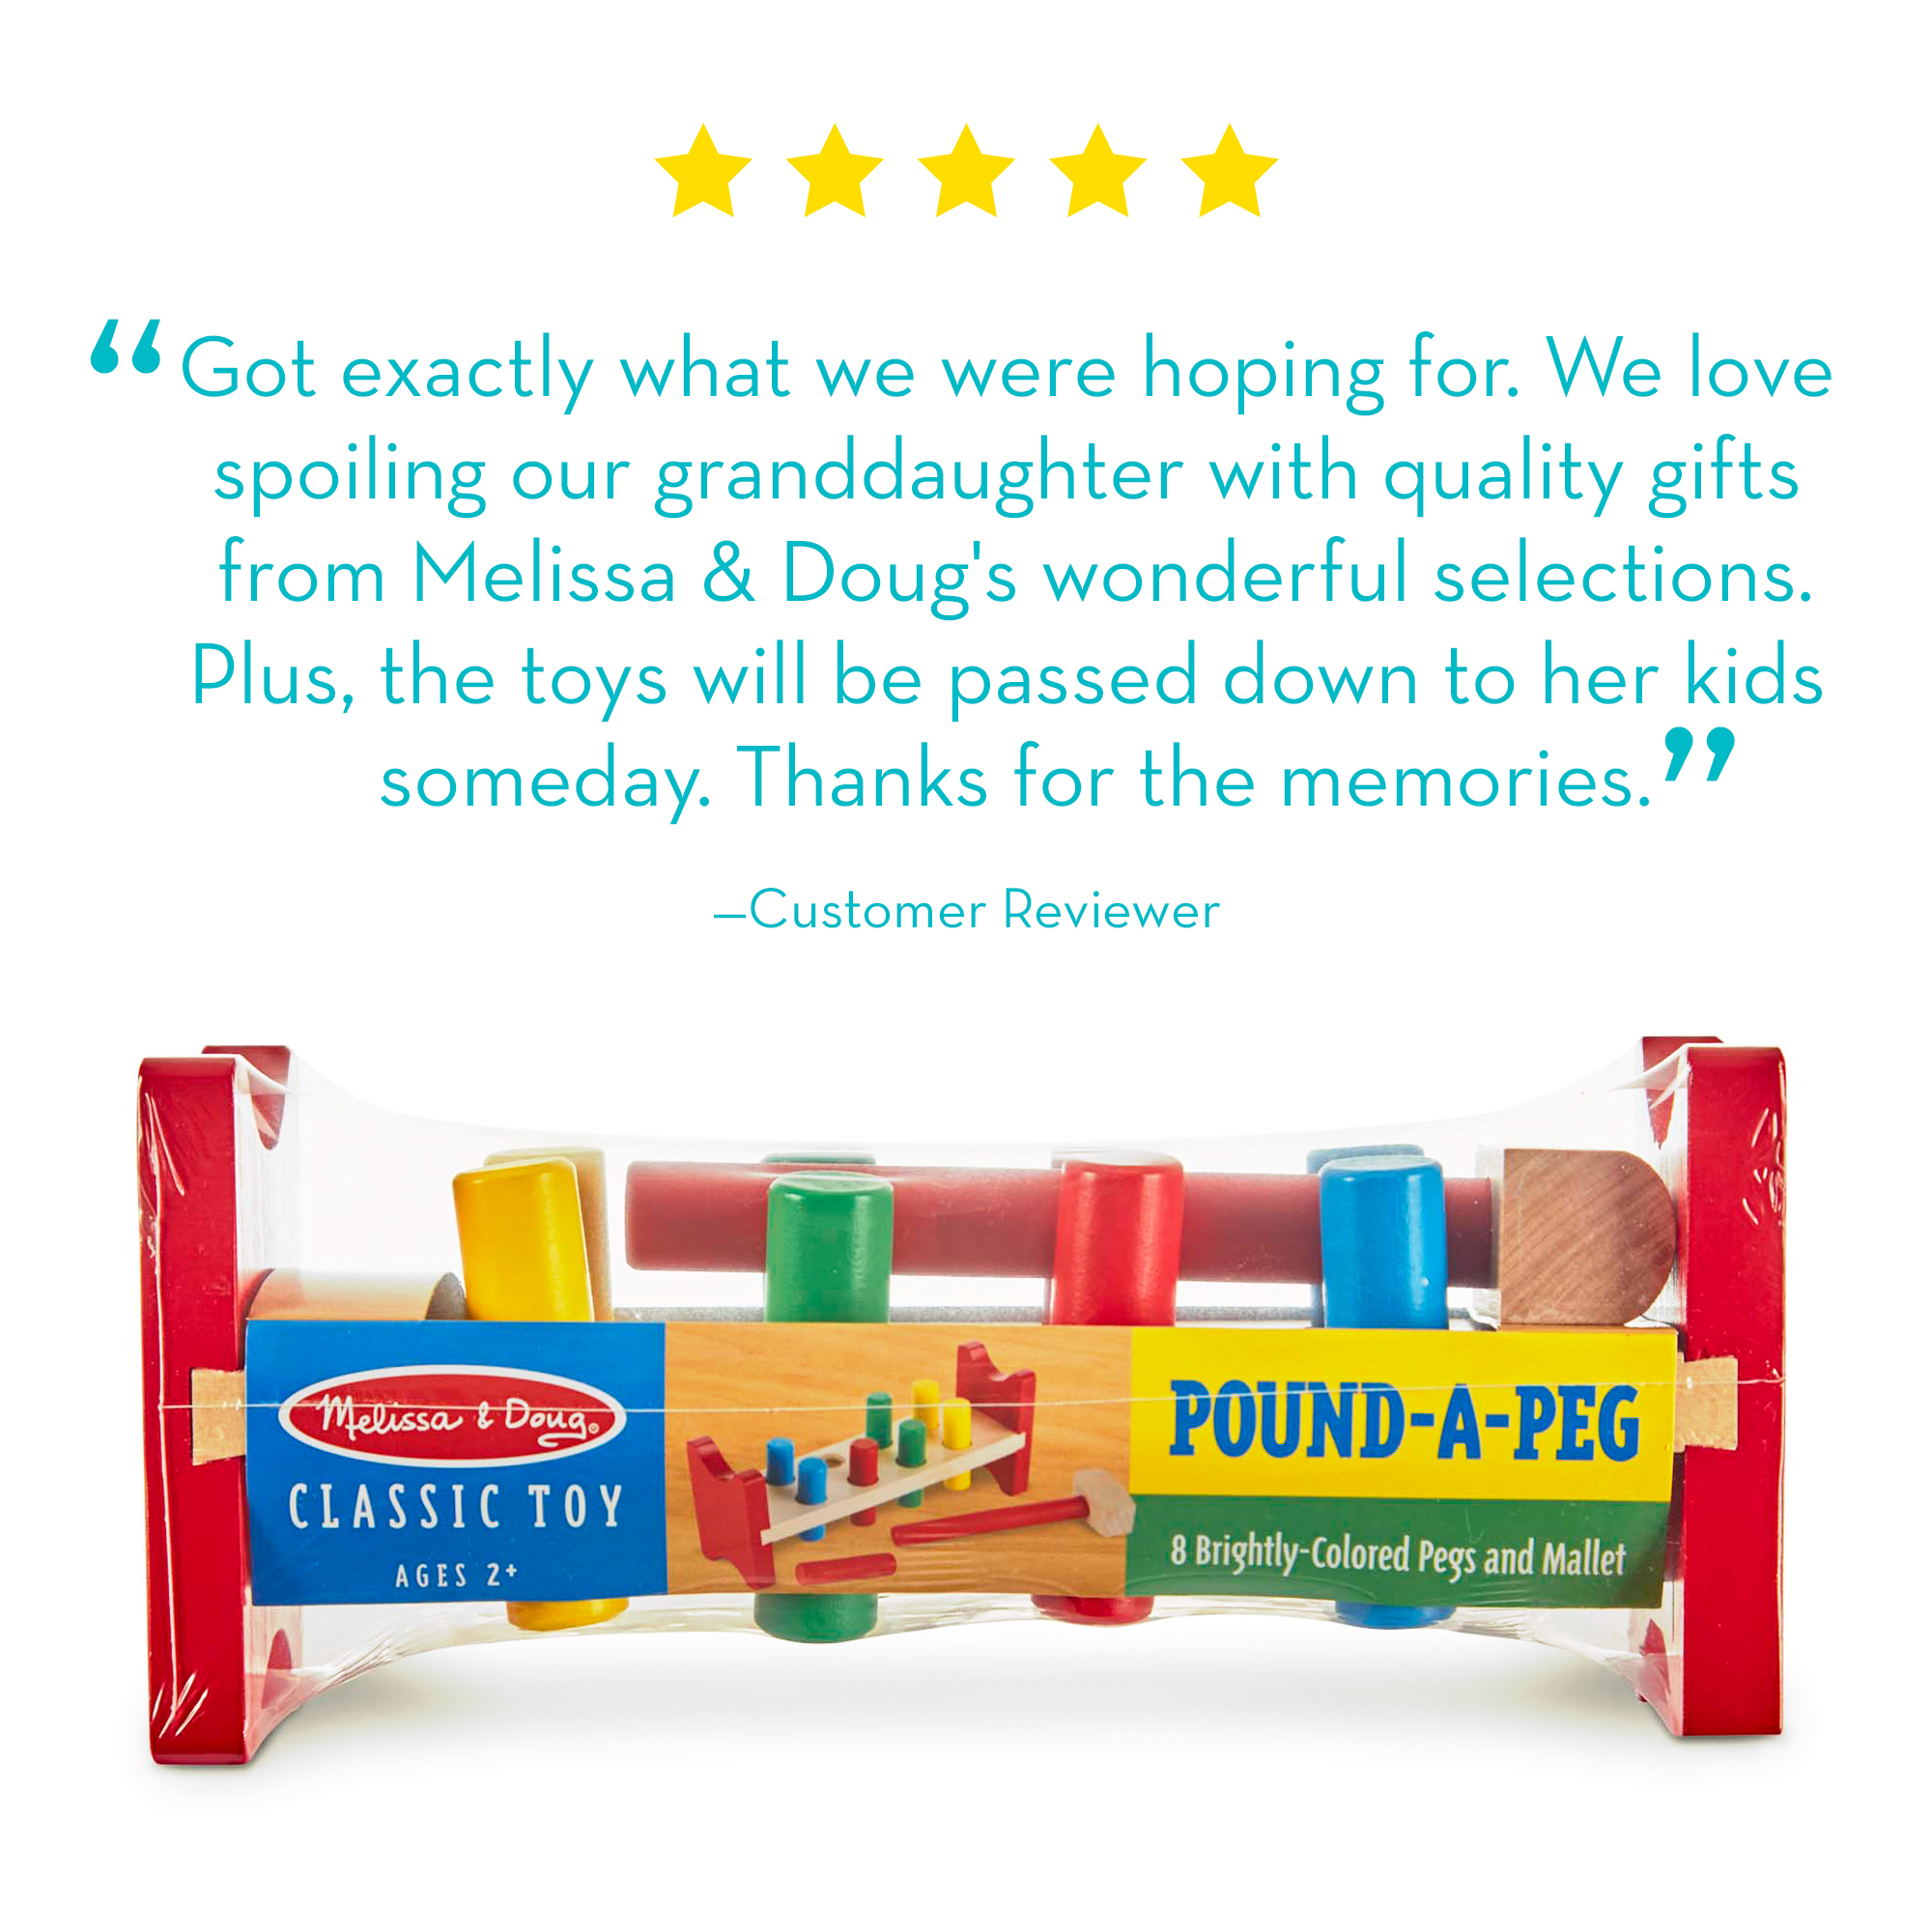 “Got exactly what we were hoping for. We love
spoiling our granddaughter with quality gifts
from Melissa & Doug's wonderful selections.
Plus, the toys will be passed down to her kids
someday. Thanks for the memories.”
—Customer Reviewer
Melissa & Doug®
CLASSIC TOY
AGES 2+
POUND-A-PEG
8 Brightly-Colored Pegs and Mallet